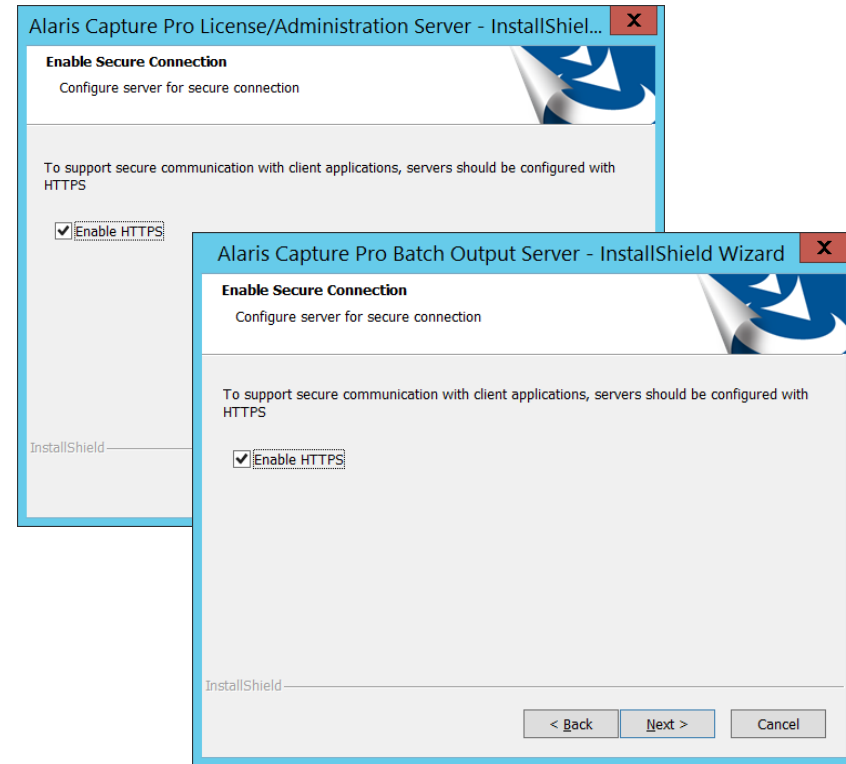 Alaris Capture Pro License/Administration Server - InstallShiel...
X
Enable Secure Connection
Configure server for secure connection
To support secure communication with client applications, servers should be configured with
HTTPS
Enable HTTPS
InstallShield
Alaris Capture Pro Batch Output Server - InstallShield Wizard
X
Enable Secure Connection
Configure server for secure connection
To support secure communication with client applications, servers should be configured with
HTTPS
Enable HTTPS
InstallShield
< Back Next > Cancel